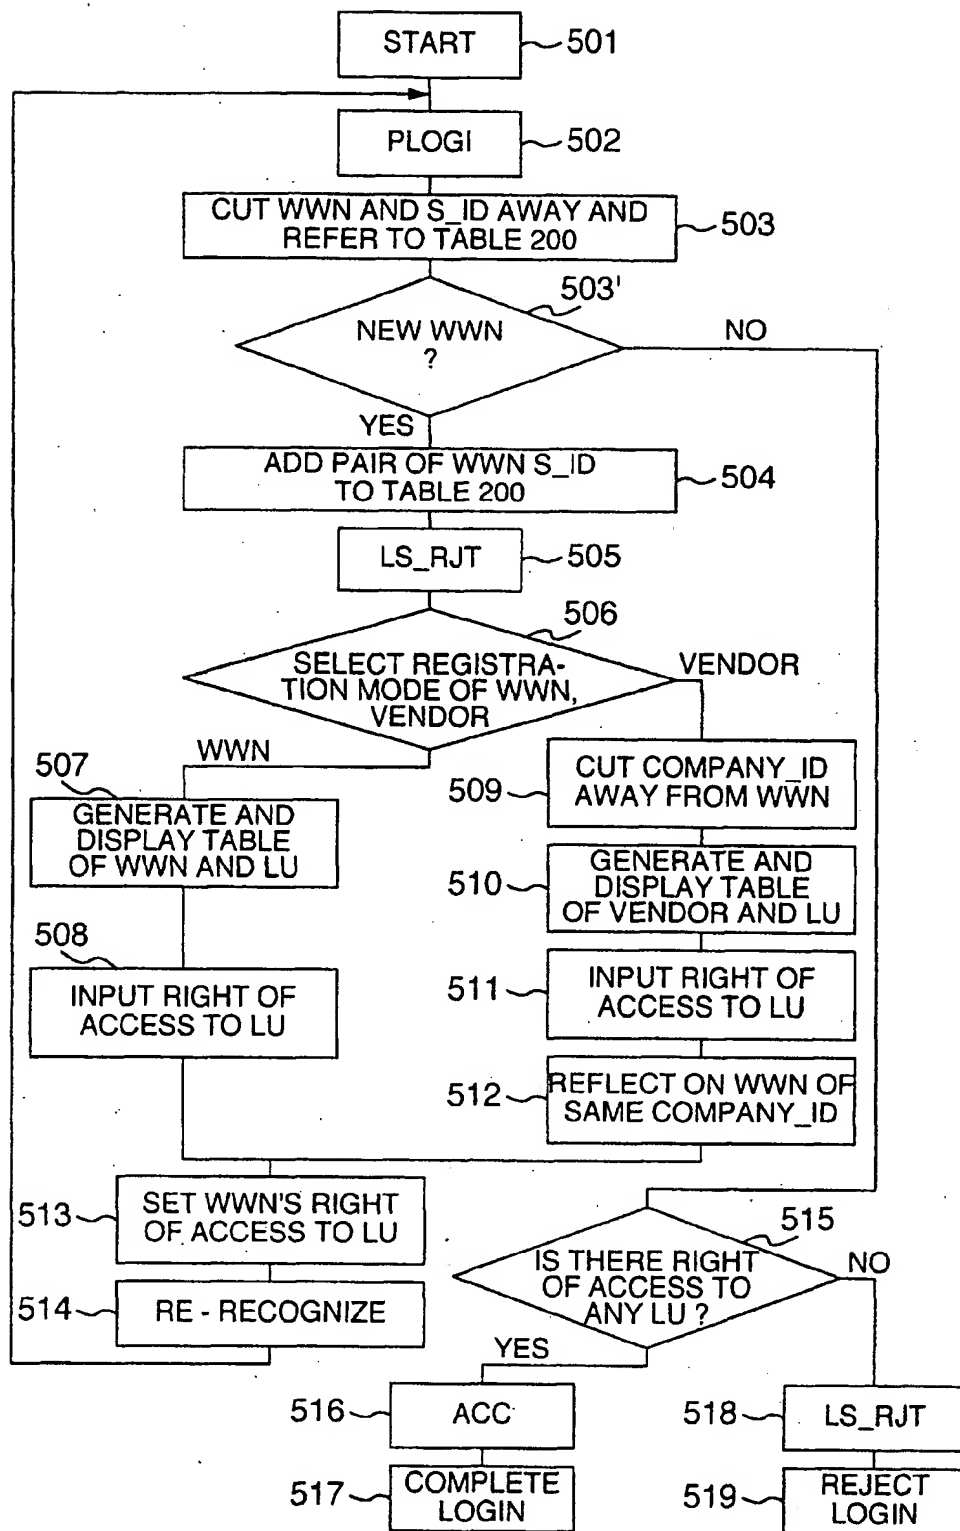 START
501
PLOGI
502
CUT WWN AND S_ID AWAY AND
REFER TO TABLE 200
503
503'
NEW WWN
?
NO
YES
ADD PAIR OF WWN S_ID
TO TABLE 200
504
LS_RJT
505
506
SELECT REGISTRA-
TION MODE OF WWN,
VENDOR
VENDOR
WWN
507
GENERATE AND
DISPLAY TABLE
OF WWN AND LU
509
CUT COMPANY_ID
AWAY FROM WWN
510
GENERATE AND
DISPLAY TABLE
OF VENDOR AND LU
508
INPUT RIGHT OF
ACCESS TO LU
511
INPUT RIGHT OF
ACCESS TO LU
512
REFLECT ON WWN OF
SAME COMPANY_ID
513
SET WWN'S RIGHT
OF ACCESS TO LU
514
RE - RECOGNIZE
515
IS THERE RIGHT
OF ACCESS TO
ANY LU ?
NO
YES
516
ACC
518
LS_RJT
517
COMPLETE
LOGIN
519
REJECT
LOGIN